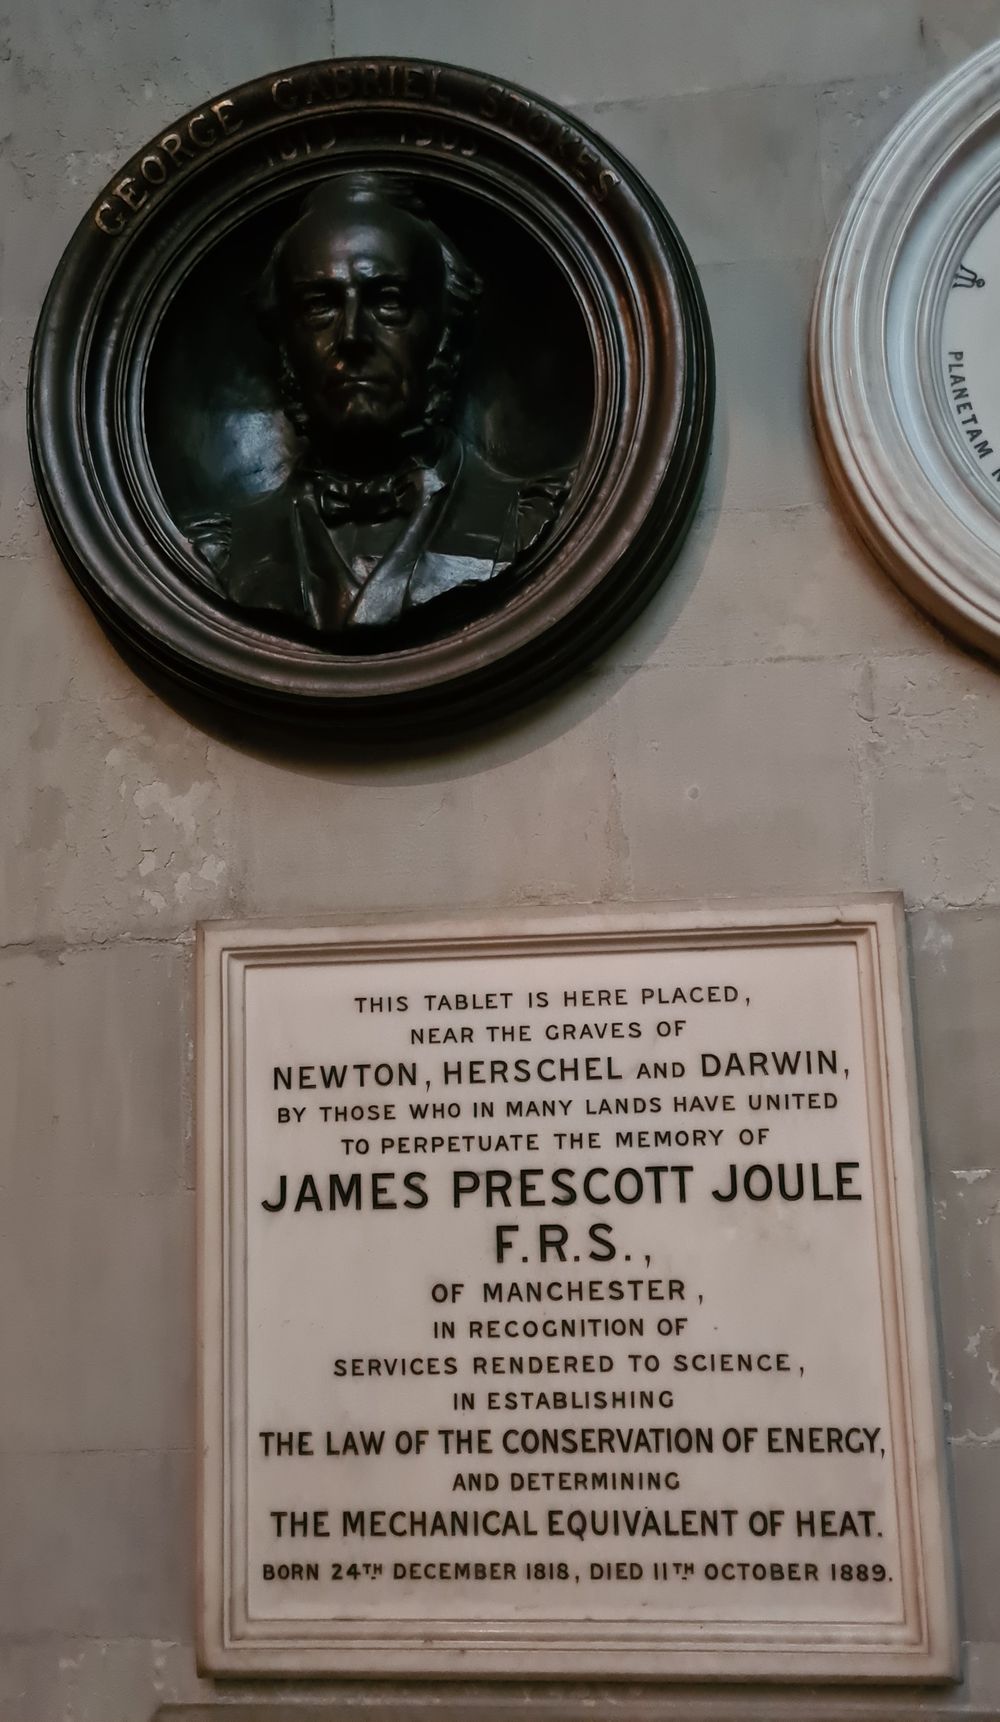 GEORGE GABRIEL STOKES
1819 1903
PLANETAM
THIS TABLET IS HERE PLACED,
NEAR THE GRAVES OF
NEWTON, HERSCHEL AND DARWIN,
BY THOSE WHO IN MANY LANDS HAVE UNITED
TO PERPETUATE THE MEMORY OF
JAMES PRESCOTT JOULE
F.R.S.,
OF MANCHESTER,
IN RECOGNITION OF
SERVICES RENDERED TO SCIENCE,
IN ESTABLISHING
THE LAW OF THE CONSERVATION OF ENERGY,
AND DETERMINING
THE MECHANICAL EQUIVALENT OF HEAT.
BORN 24TH DECEMBER 1818, DIED 11TH OCTOBER 1889.